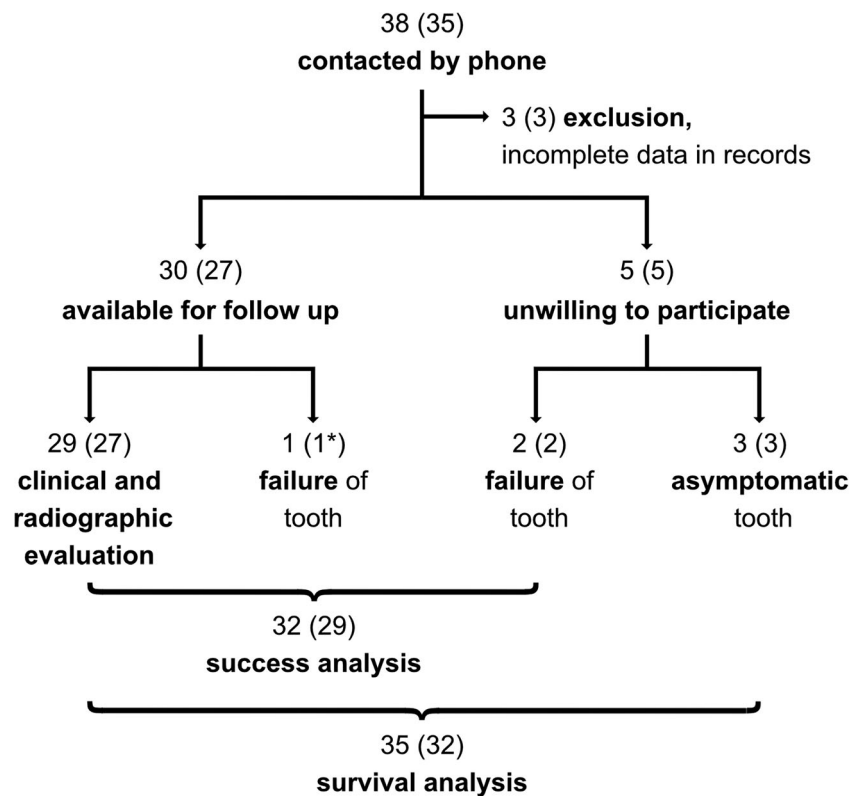 38 (35)
contacted by phone
3 (3) exclusion,
incomplete data in records
30 (27)
available for follow up
5 (5)
unwilling to participate
29 (27)
clinical and
radiographic
evaluation
1 (1*)
failure of
tooth
2 (2)
failure of
tooth
3 (3)
asymptomatic
tooth
32 (29)
success analysis
35 (32)
survival analysis